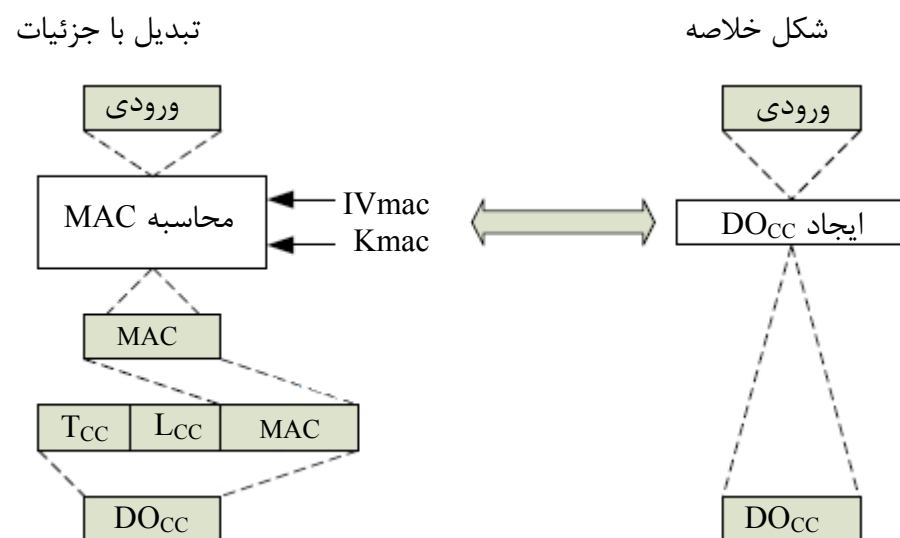 شکل خلاصه
تبدیل با جزئیات
ورودی
ورودی
ایجاد DOCC
محاسبه MAC
IVmac
Kmac
MAC
TCC LCC MAC
DOCC
DOCC